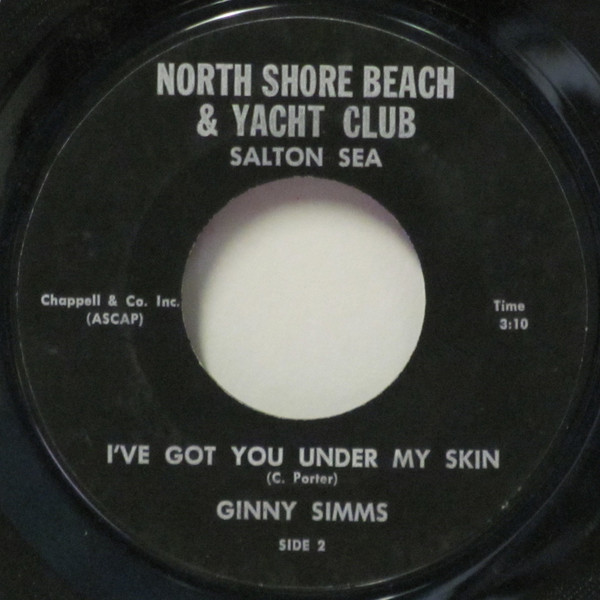 NORTH SHORE BEACH
& YACHT CLUB
SALTON SEA
Chappell & Co. Inc.
(ASCAP)
Time
3:10
I'VE GOT YOU UNDER MY SKIN
(C. Porter)
GINNY SIMMS
SIDE 2